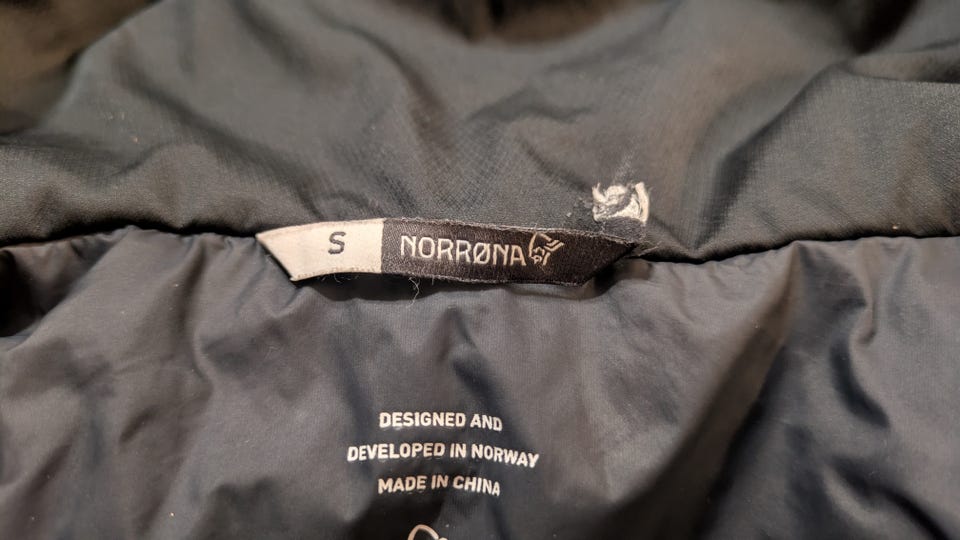 S
NORRØNA
DESIGNED AND
DEVELOPED IN NORWAY
MADE IN CHINA